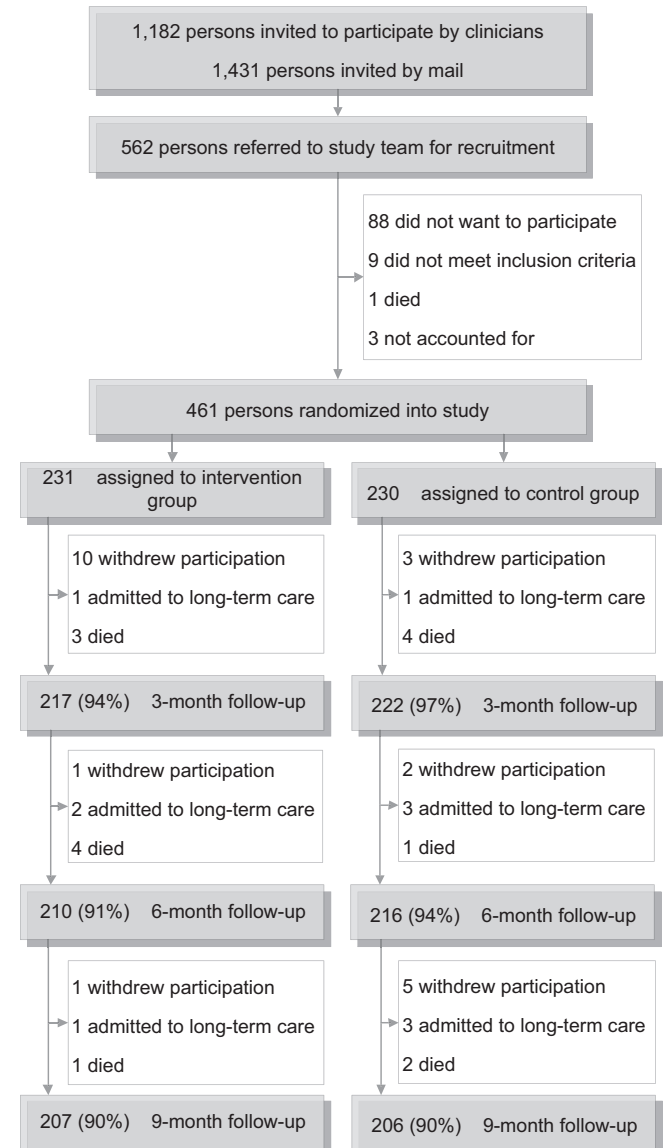 1,182 persons invited to participate by clinicians
1,431 persons invited by mail
562 persons referred to study team for recruitment
88 did not want to participate
9 did not meet inclusion criteria
1 died
3 not accounted for
461 persons randomized into study
231 assigned to intervention
group
230 assigned to control group
10 withdrew participation
1 admitted to long-term care
3 died
3 withdrew participation
1 admitted to long-term care
4 died
217 (94%) 3-month follow-up
222 (97%) 3-month follow-up
1 withdrew participation
2 admitted to long-term care
4 died
2 withdrew participation
3 admitted to long-term care
1 died
210 (91%) 6-month follow-up
216 (94%) 6-month follow-up
1 withdrew participation
1 admitted to long-term care
1 died
5 withdrew participation
3 admitted to long-term care
2 died
207 (90%) 9-month follow-up
206 (90%) 9-month follow-up